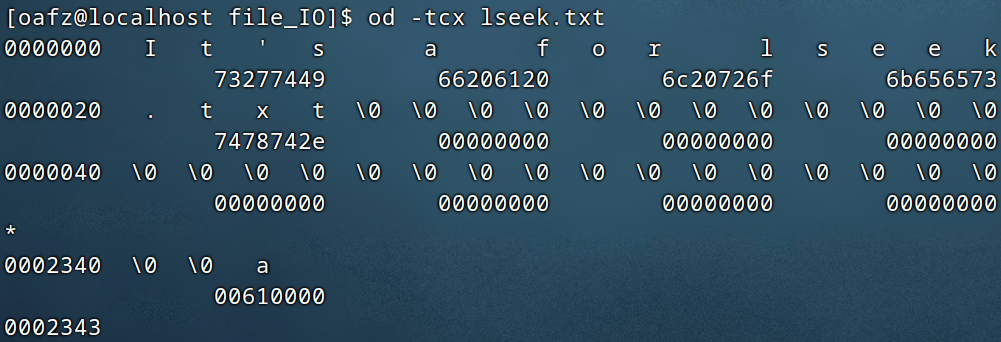 [oafz@localhost file_IO]$ od -tcx lseek.txt
0000000   I   t   '   s       a       f   o   r       l   s   e   e   k
               73277449        66206120        6c20726f        6b656573
0000020   .   t   x   t  \0  \0  \0  \0  \0  \0  \0  \0  \0  \0  \0  \0
               7478742e        00000000        00000000        00000000
0000040  \0  \0  \0  \0  \0  \0  \0  \0  \0  \0  \0  \0  \0  \0  \0  \0
               00000000        00000000        00000000        00000000
*
0002340  \0  \0   a
               00610000
0002343